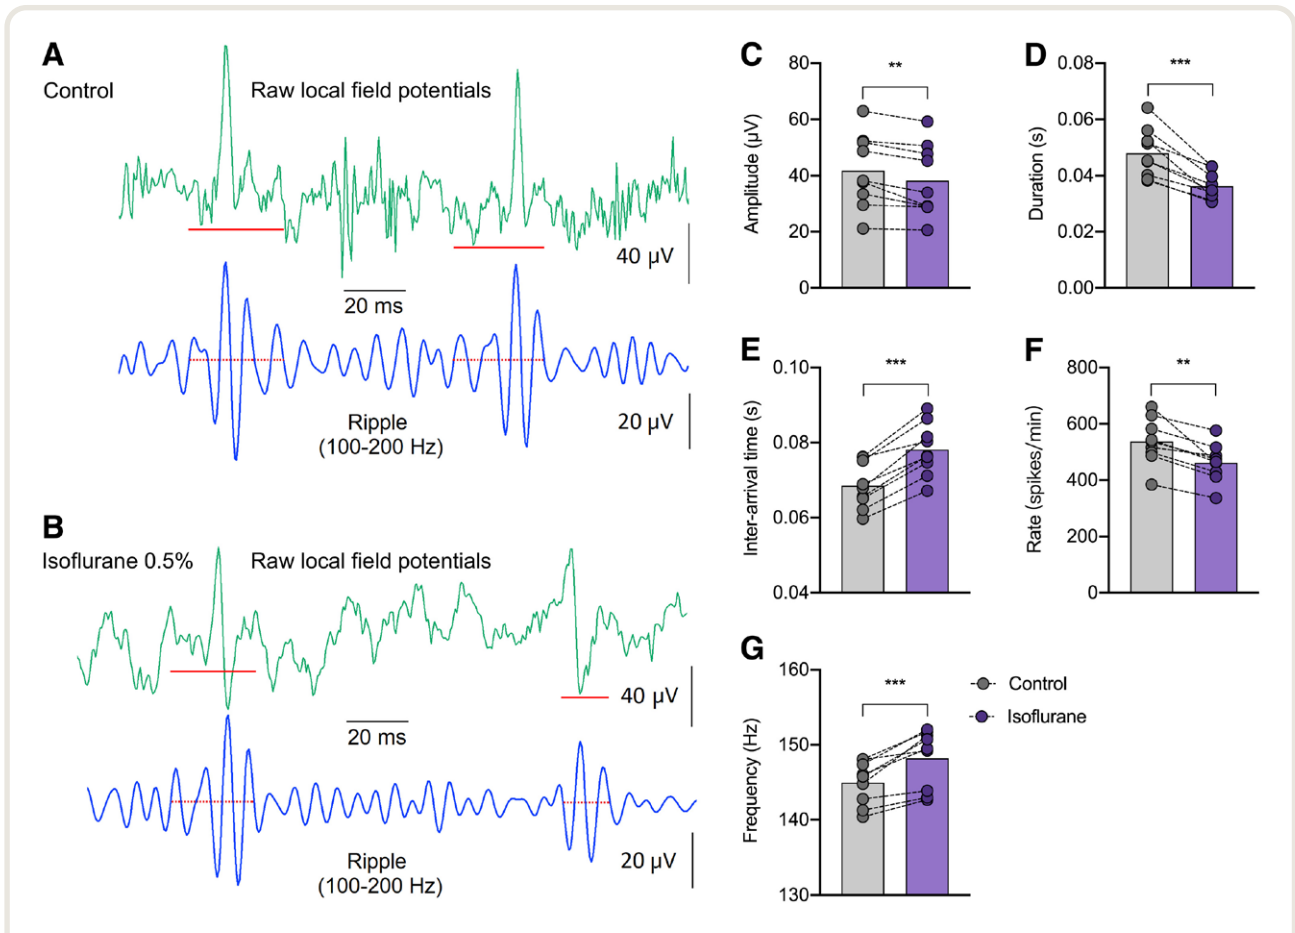 A
Control
Raw local field potentials
40 µV
20 ms
Ripple
(100-200 Hz)
20 µV
B
Isoflurane 0.5%
Raw local field potentials
40 µV
20 ms
Ripple
(100-200 Hz)
20 µV
C
Amplitude (µV)
80
60
40
20
0
**
D
Duration (s)
0.08
0.06
0.04
0.02
0.00
***
E
Inter-arrival time (s)
0.10
0.08
0.06
0.04
***
F
Rate (spikes/min)
800
600
400
200
0
**
G
Frequency (Hz)
160
150
140
130
***
Control
Isoflurane